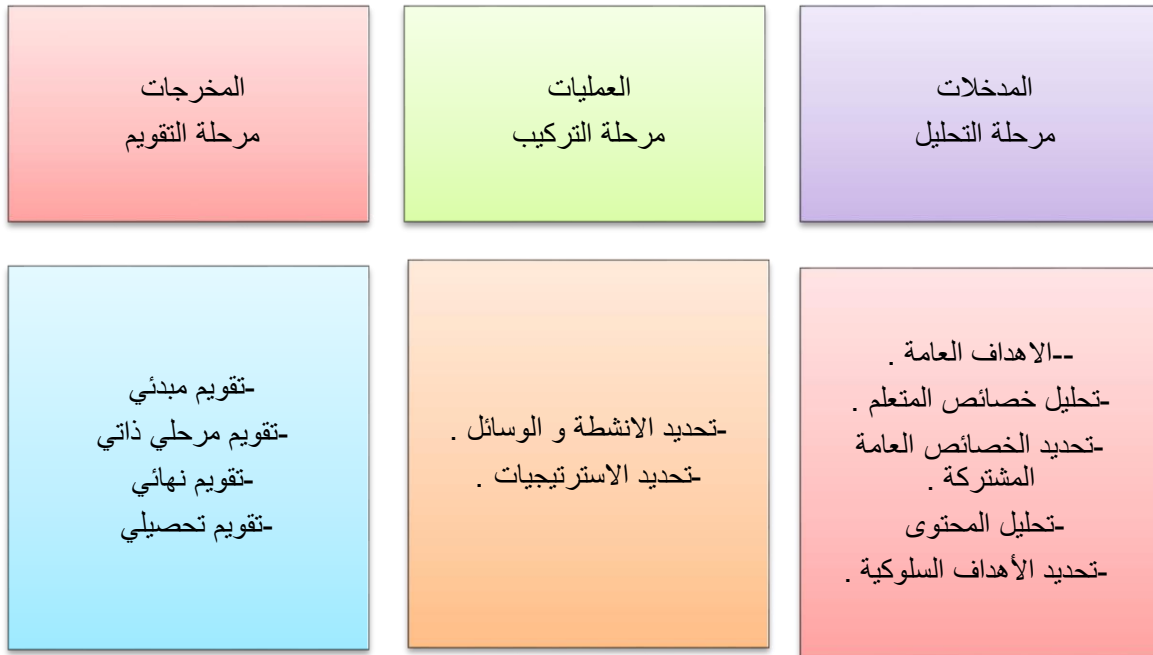 المدخلات
مرحلة التحليل
العمليات
مرحلة التركيب
المخرجات
مرحلة التقويم
--الاهداف العامة .
-تحليل خصائص المتعلم .
-تحديد الخصائص العامة
المشتركة .
-تحليل المحتوى
-تحديد الأهداف السلوكية .
-تحديد الانشطة و الوسائل .
-تحديد الاسترتيجيات .
-تقويم مبدئي
-تقويم مرحلي ذاتي
-تقويم نهائي
-تقويم تحصيلي